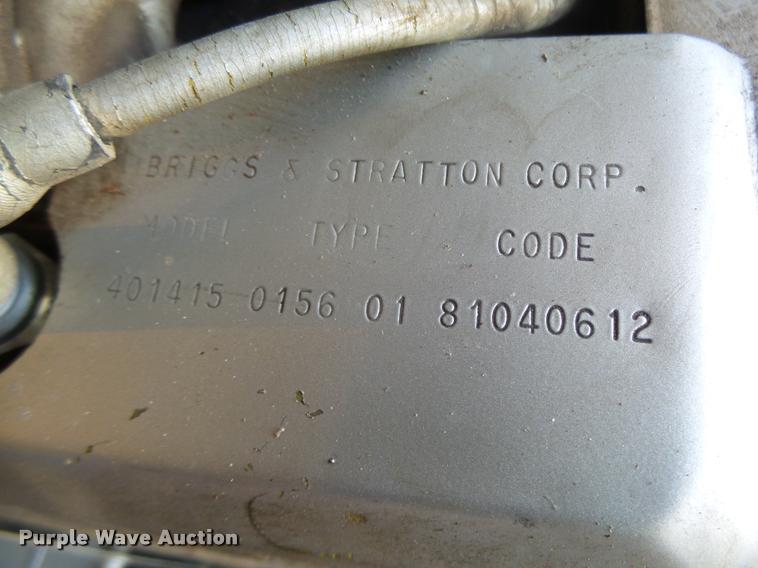 BRIGGS & STRATTON CORP.
MODEL TYPE CODE
401415 0156 01 81040612
Purple Wave Auction